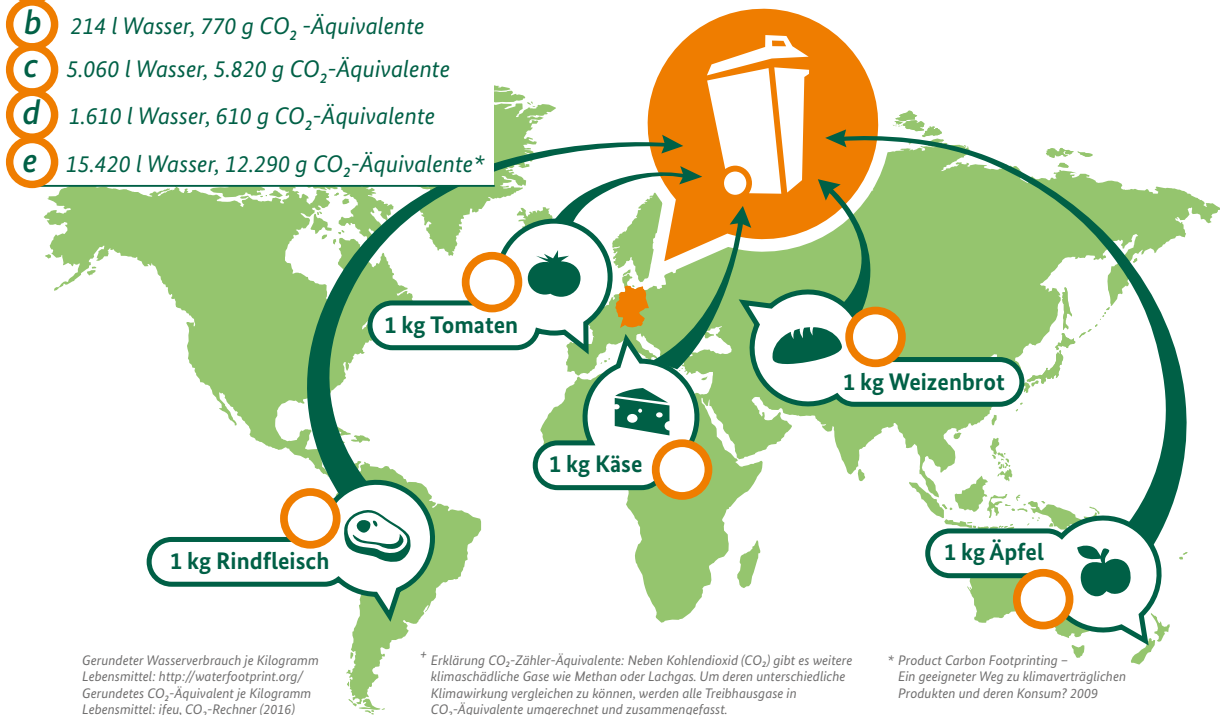 b 214 l Wasser, 770 g CO₂ -Äquivalente
c 5.060 l Wasser, 5.820 g CO₂-Äquivalente
d 1.610 l Wasser, 610 g CO₂-Äquivalente
e 15.420 l Wasser, 12.290 g CO₂-Äquivalente*
1 kg Tomaten
1 kg Weizenbrot
1 kg Käse
1 kg Rindfleisch
1 kg Äpfel
Gerundeter Wasserverbrauch je Kilogramm
Lebensmittel: http://waterfootprint.org/
Gerundetes CO₂-Äquivalent je Kilogramm
Lebensmittel: ifeu, CO₂-Rechner (2016)
+ Erklärung CO₂-Zähler-Äquivalente: Neben Kohlendioxid (CO₂) gibt es weitere
klimaschädliche Gase wie Methan oder Lachgas. Um deren unterschiedliche
Klimawirkung vergleichen zu können, werden alle Treibhausgase in
CO₂-Äquivalente umgerechnet und zusammengefasst.
* Product Carbon Footprinting –
Ein geeigneter Weg zu klimaverträglichen
Produkten und deren Konsum? 2009